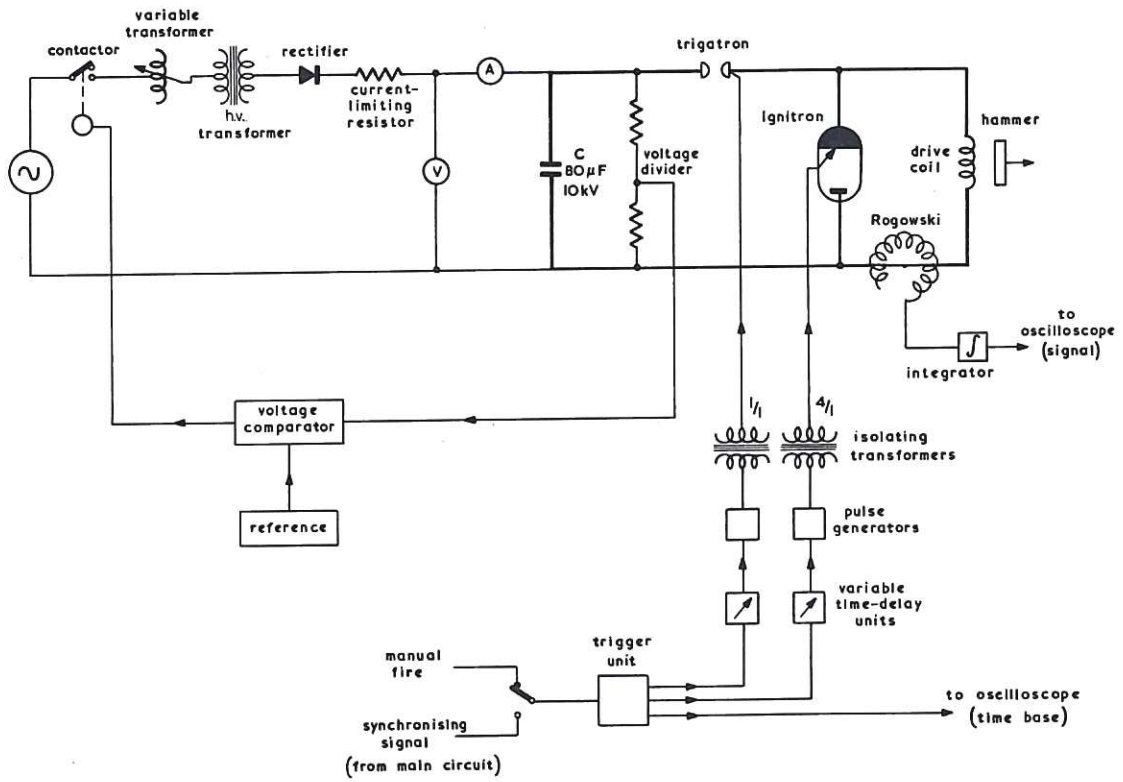 variable
transformer
contactor
rectifier
h.v.
transformer
current-
limiting
resistor
A
V
C
80µF
10kV
voltage
divider
trigatron
Ignitron
drive
coil
hammer
Rogowski
to
oscilloscope
(signal)
∫
integrator
voltage
comparator
reference
1/1
4/1
isolating
transformers
pulse
generators
variable
time-delay
units
manual
fire
trigger
unit
synchronising
signal
(from main circuit)
to oscilloscope
(time base)